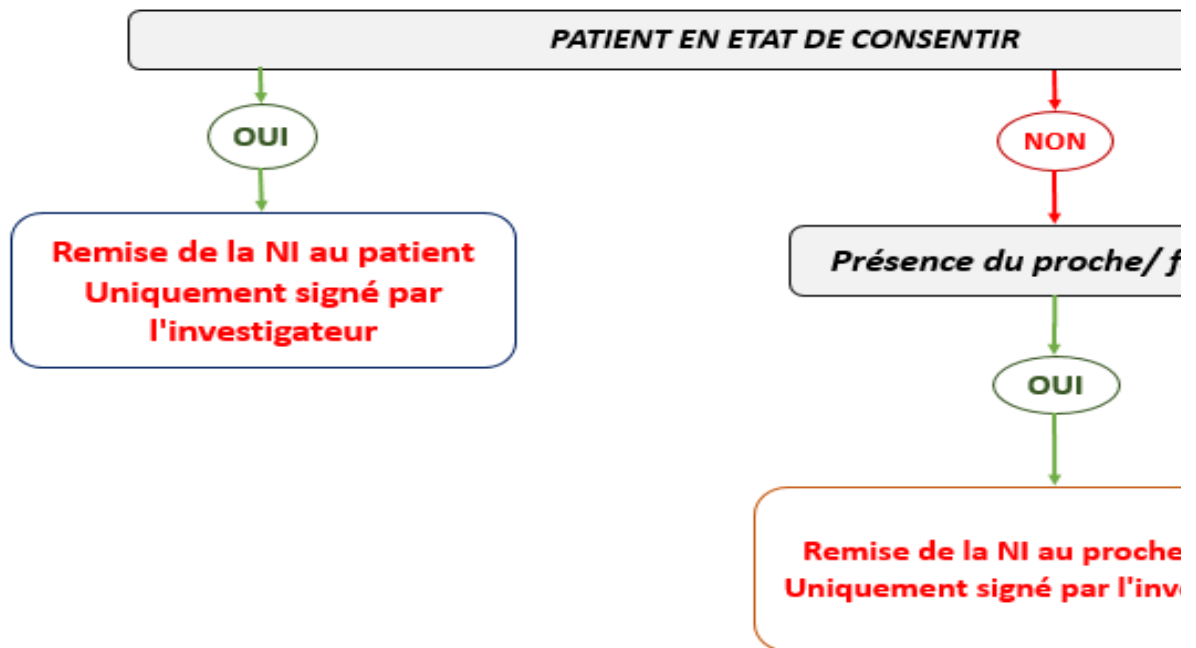 PATIENT EN ETAT DE CONSENTIR
OUI
NON
Remise de la NI au patient
Uniquement signé par
l'investigateur
Présence du proche/
OUI
Remise de la NI au proche
Uniquement signé par